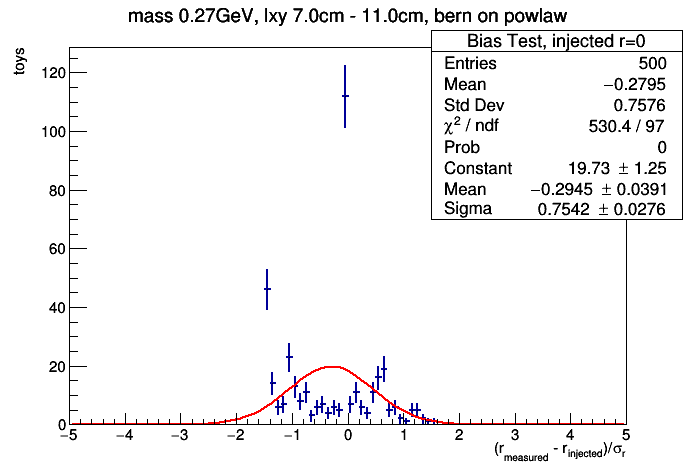 mass 0.27GeV, lxy 7.0cm - 11.0cm, bern on powlaw
toys
Bias Test, injected r=0
Entries 500
Mean −0.2795
Std Dev 0.7576
χ² / ndf 530.4 / 97
Prob 0
Constant 19.73 ± 1.25
Mean −0.2945 ± 0.0391
Sigma 0.7542 ± 0.0276
120
100
80
60
40
20
0
−5 −4 −3 −2 −1 0 1 2 3 4 5
(r_measured - r_injected)/σ_r